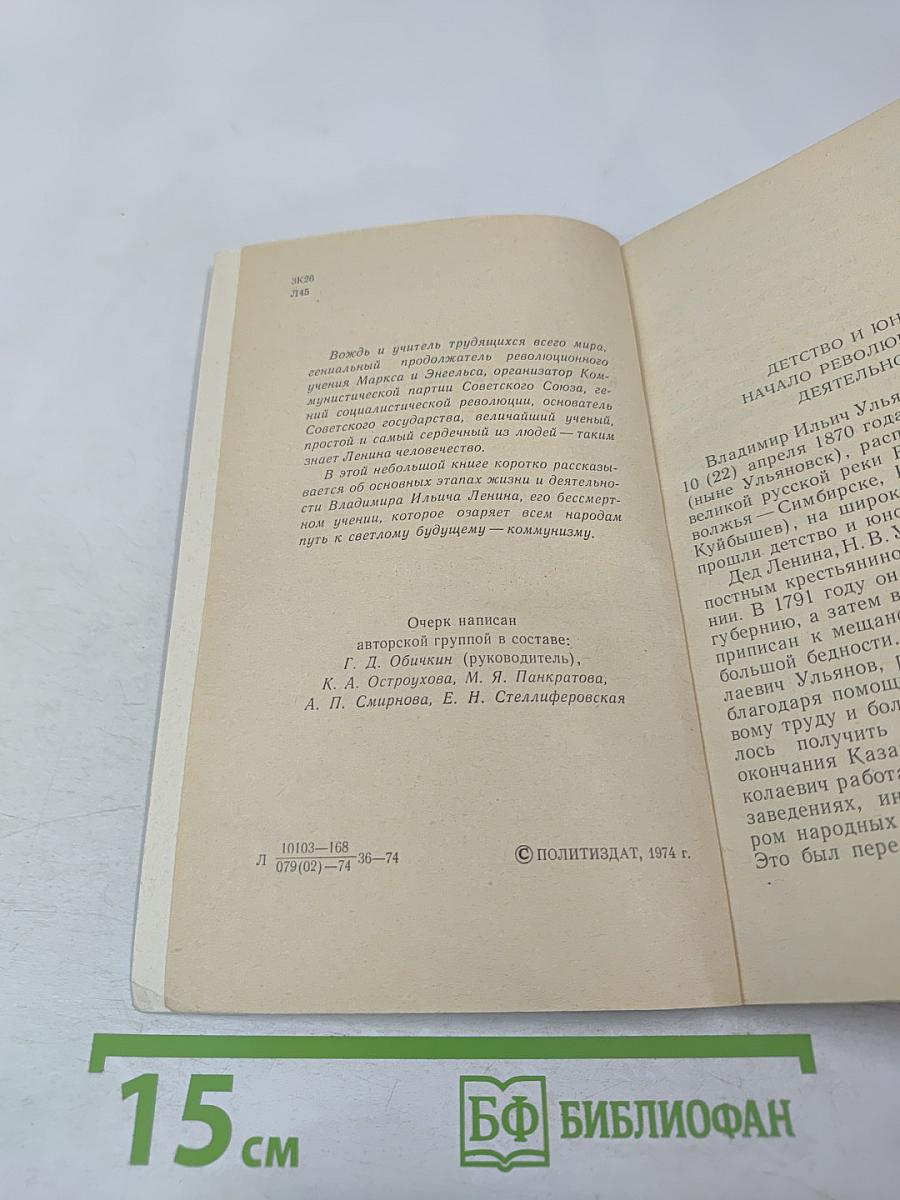 3К26
Л45
Вождь и учитель трудящихся всего мира,
гениальный продолжатель революционного
учения Маркса и Энгельса, организатор Ком-
мунистической партии Советского Союза, ге-
ний социалистической революции, основатель
Советского государства, величайший ученый,
простой и самый сердечный из людей — таким
знает Ленина человечество.
В этой небольшой книге коротко рассказы-
вается об основных этапах жизни и деятельно-
сти Владимира Ильича Ленина, его бессмерт-
ном учении, которое озаряет всем народам
путь к светлому будущему — коммунизму.
Очерк написан
авторской группой в составе:
Г. Д. Обичкин (руководитель),
К. А. Остроухова, М. Я. Панкратова,
А. П. Смирнова, Е. Н. Стеллиферовская
Л 10103—168
079(02)—74 36—74
© ПОЛИТИЗДАТ, 1974 г.
ДЕТСТВО И ЮН
НАЧАЛО РЕВОЛЮ
ДЕЯТЕЛЬНО
Владимир Ильич Улья
10 (22) апреля 1870 года
(ныне Ульяновск), расп
великой русской реки
волжья — Симбирске,
Куйбышев), на широк
прошли детство и юно
Дед Ленина, Н. В. У
постным крестьянино
нии. В 1791 году он
губернию, а затем в
приписан к мещан
большой бедности.
лаевич Ульянов,
благодаря помощ
вому труду и бол
лось получить
окончания Каза
колаевич работа
заведениях, ин
ром народных
Это был пере
15 см
БФ БИБЛИОФАН